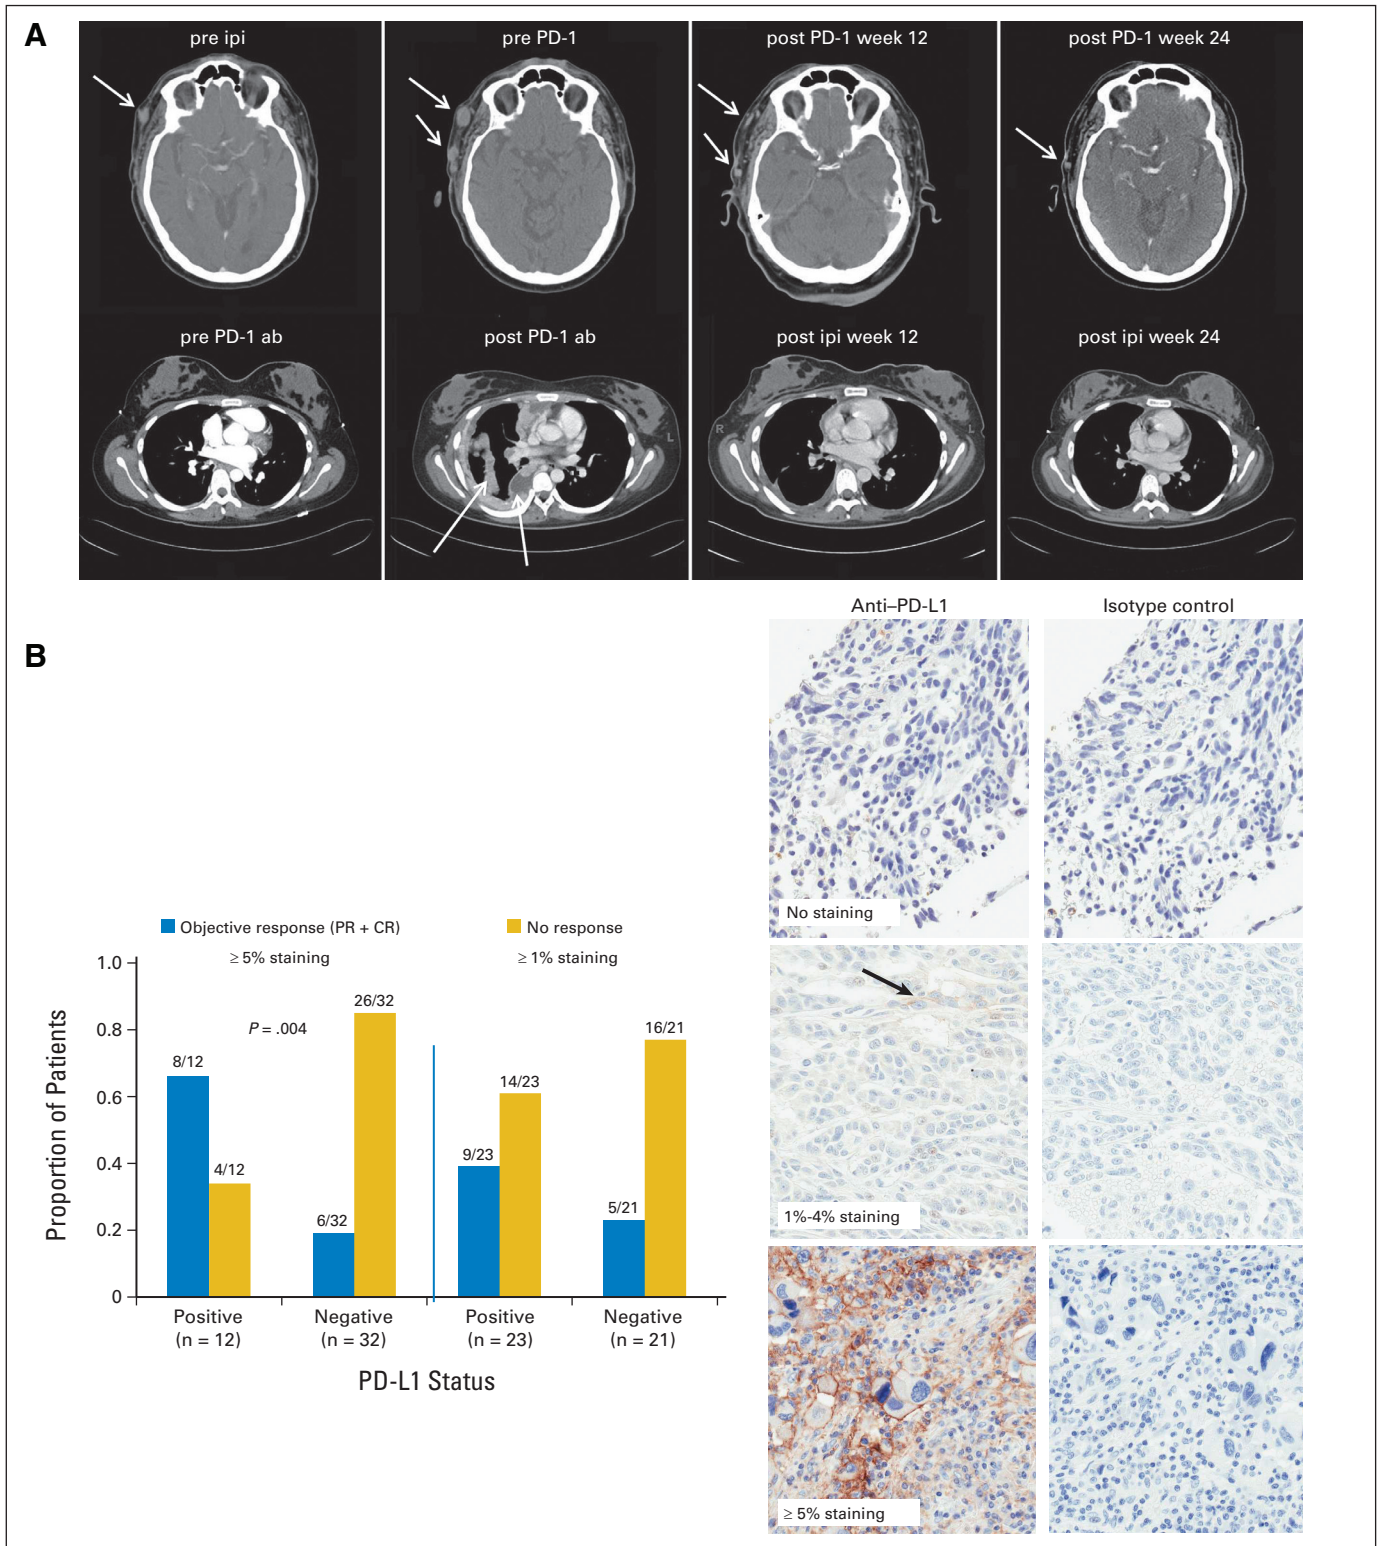 A
pre ipi
pre PD-1
post PD-1 week 12
post PD-1 week 24
pre PD-1 ab
post PD-1 ab
post ipi week 12
post ipi week 24
L
R
L
B
Anti–PD-L1
Isotype control
No staining
1%-4% staining
≥ 5% staining
Objective response (PR + CR)
No response
≥ 5% staining
≥ 1% staining
Proportion of Patients
1.0
0.8
0.6
0.4
0.2
0
P = .004
8/12
4/12
6/32
26/32
9/23
14/23
5/21
16/21
Positive
(n = 12)
Negative
(n = 32)
Positive
(n = 23)
Negative
(n = 21)
PD-L1 Status